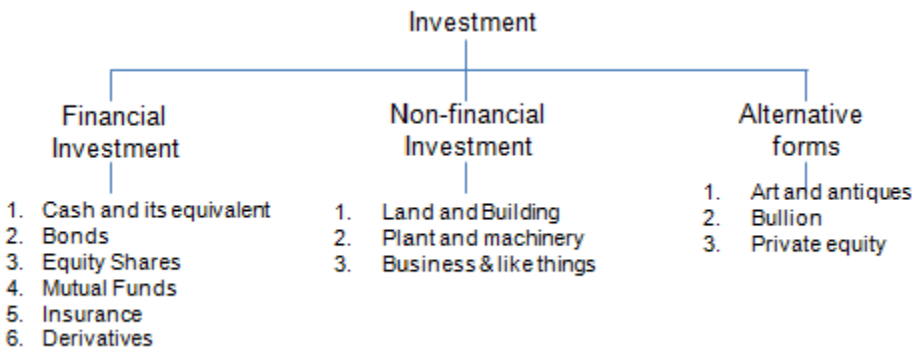 Investment
Financial
Investment
1. Cash and its equivalent
2. Bonds
3. Equity Shares
4. Mutual Funds
5. Insurance
6. Derivatives
Non-financial
Investment
1. Land and Building
2. Plant and machinery
3. Business & like things
Alternative
forms
1. Art and antiques
2. Bullion
3. Private equity